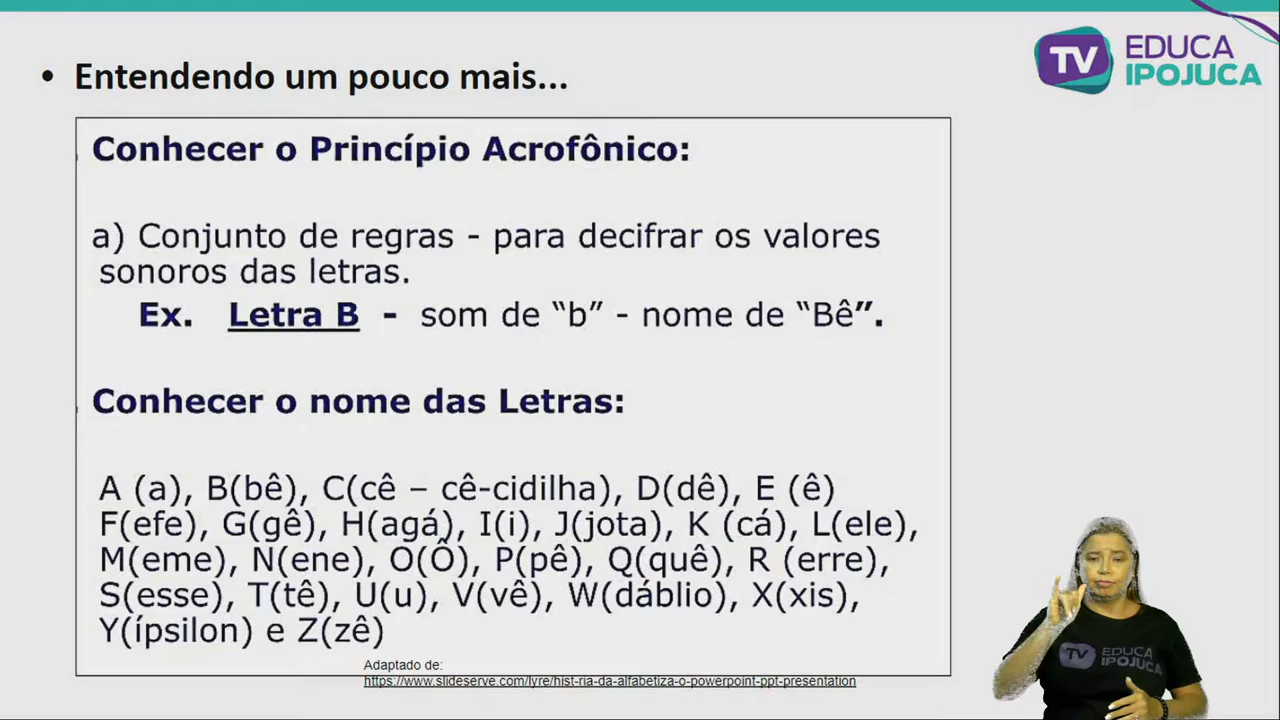 TV EDUCA
IPOJUCA
• Entendendo um pouco mais...
Conhecer o Princípio Acrofônico:
a) Conjunto de regras - para decifrar os valores
sonoros das letras.
Ex. Letra B - som de “b” - nome de “Bê”.
Conhecer o nome das Letras:
A (a), B(bê), C(cê – cê-cidilha), D(dê), E (ê)
F(efe), G(gê), H(agá), I(i), J(jota), K (cá), L(ele),
M(eme), N(ene), O(Ô), P(pê), Q(quê), R (erre),
S(esse), T(tê), U(u), V(vê), W(dáblio), X(xis),
Y(ípsilon) e Z(zê)
Adaptado de:
https://www.slideserve.com/lyre/hist-ria-da-alfabetiza-o-powerpoint-ppt-presentation
TV EDUCA
IPOJUCA